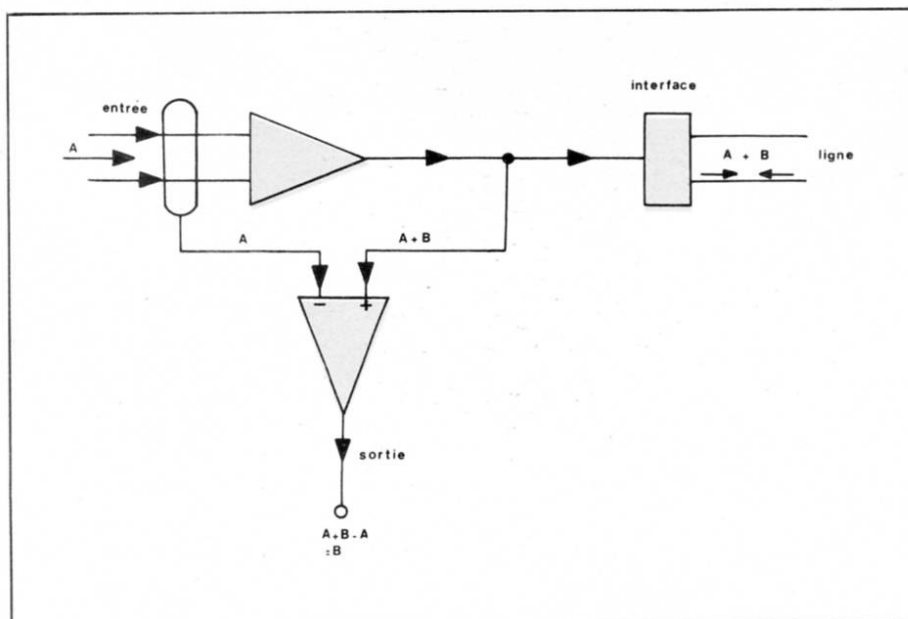 interface
entrée
A
A + B
ligne
A
A + B
- +
sortie
A + B - A
= B